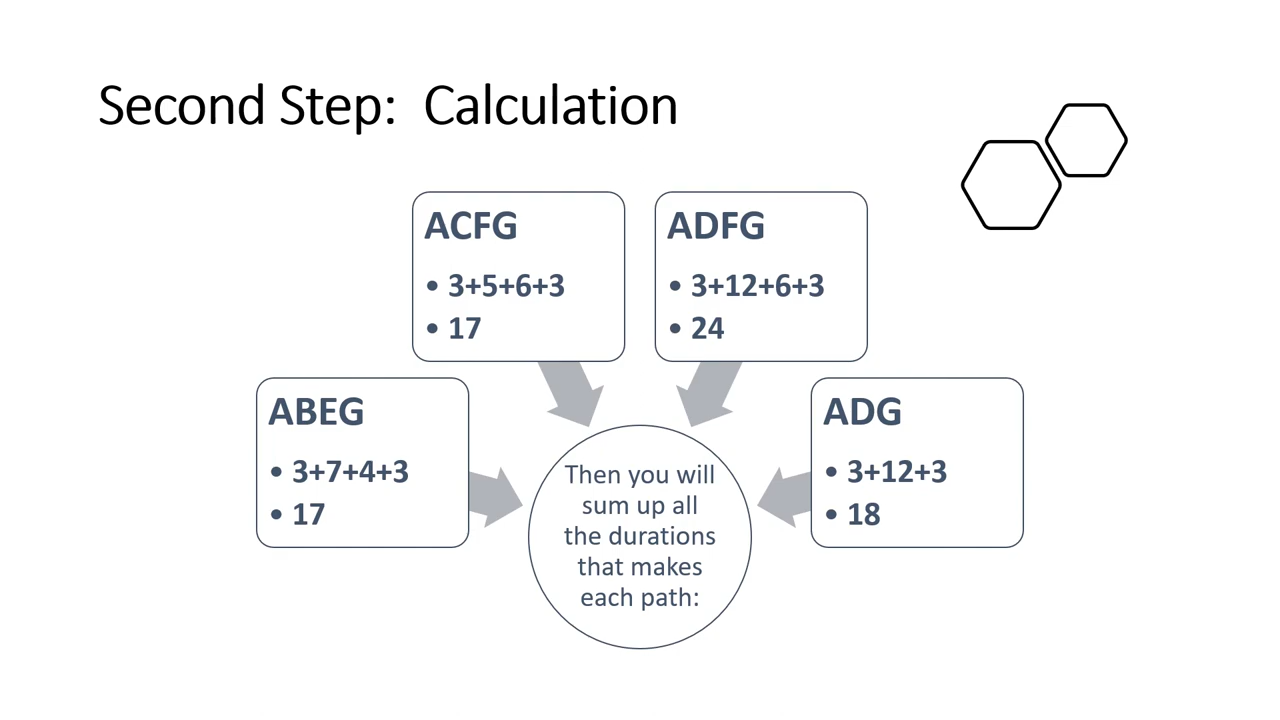 Second Step:  Calculation
ABEG
• 3+7+4+3
• 17
ACFG
• 3+5+6+3
• 17
ADFG
• 3+12+6+3
• 24
ADG
• 3+12+3
• 18
Then you will
sum up all
the durations
that makes
each path: